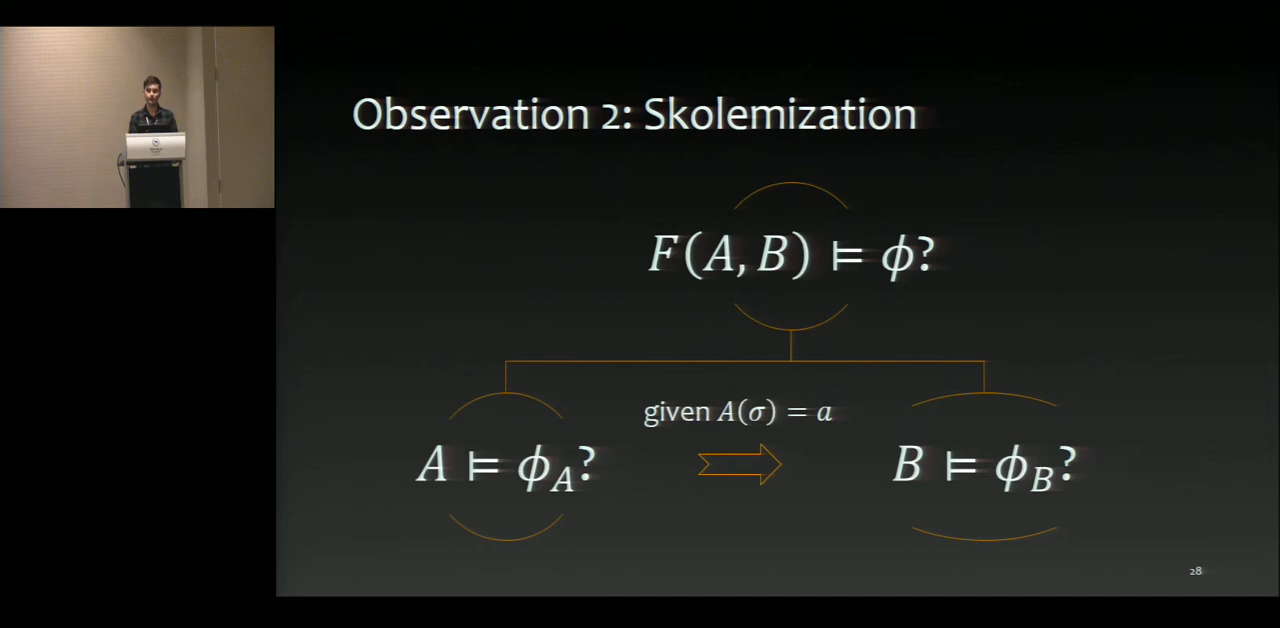 Observation 2: Skolemization
F(A, B) ⊨ ϕ?
given A(σ) = a
A ⊨ ϕ_A?
B ⊨ ϕ_B?
28